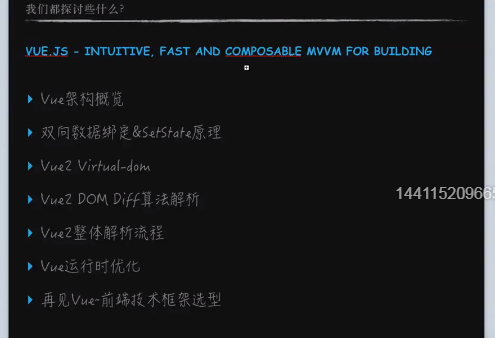 我们都探讨些什么?
VUE.JS - INTUITIVE, FAST AND COMPOSABLE MVVM FOR BUILDING
Vue架构概览
双向数据绑定&SetState原理
Vue2 Virtual-dom
Vue2 DOM Diff算法解析
144115209665
Vue2整体解析流程
Vue运行时优化
再见Vue-前端技术框架选型